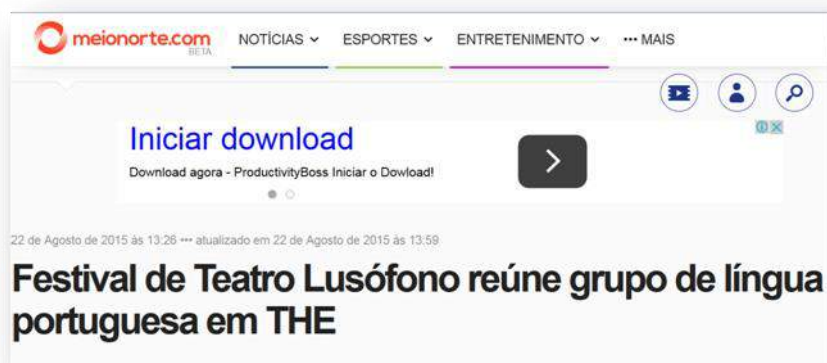 meionorte.com NOTÍCIAS ESPORTES ENTRETENIMENTO ••• MAIS
BETA
Iniciar download
Download agora - ProductivityBoss Iniciar o Dowload!
22 de Agosto de 2015 às 13:26 ••• atualizado em 22 de Agosto de 2015 às 13:59
Festival de Teatro Lusófono reúne grupo de língua
portuguesa em THE